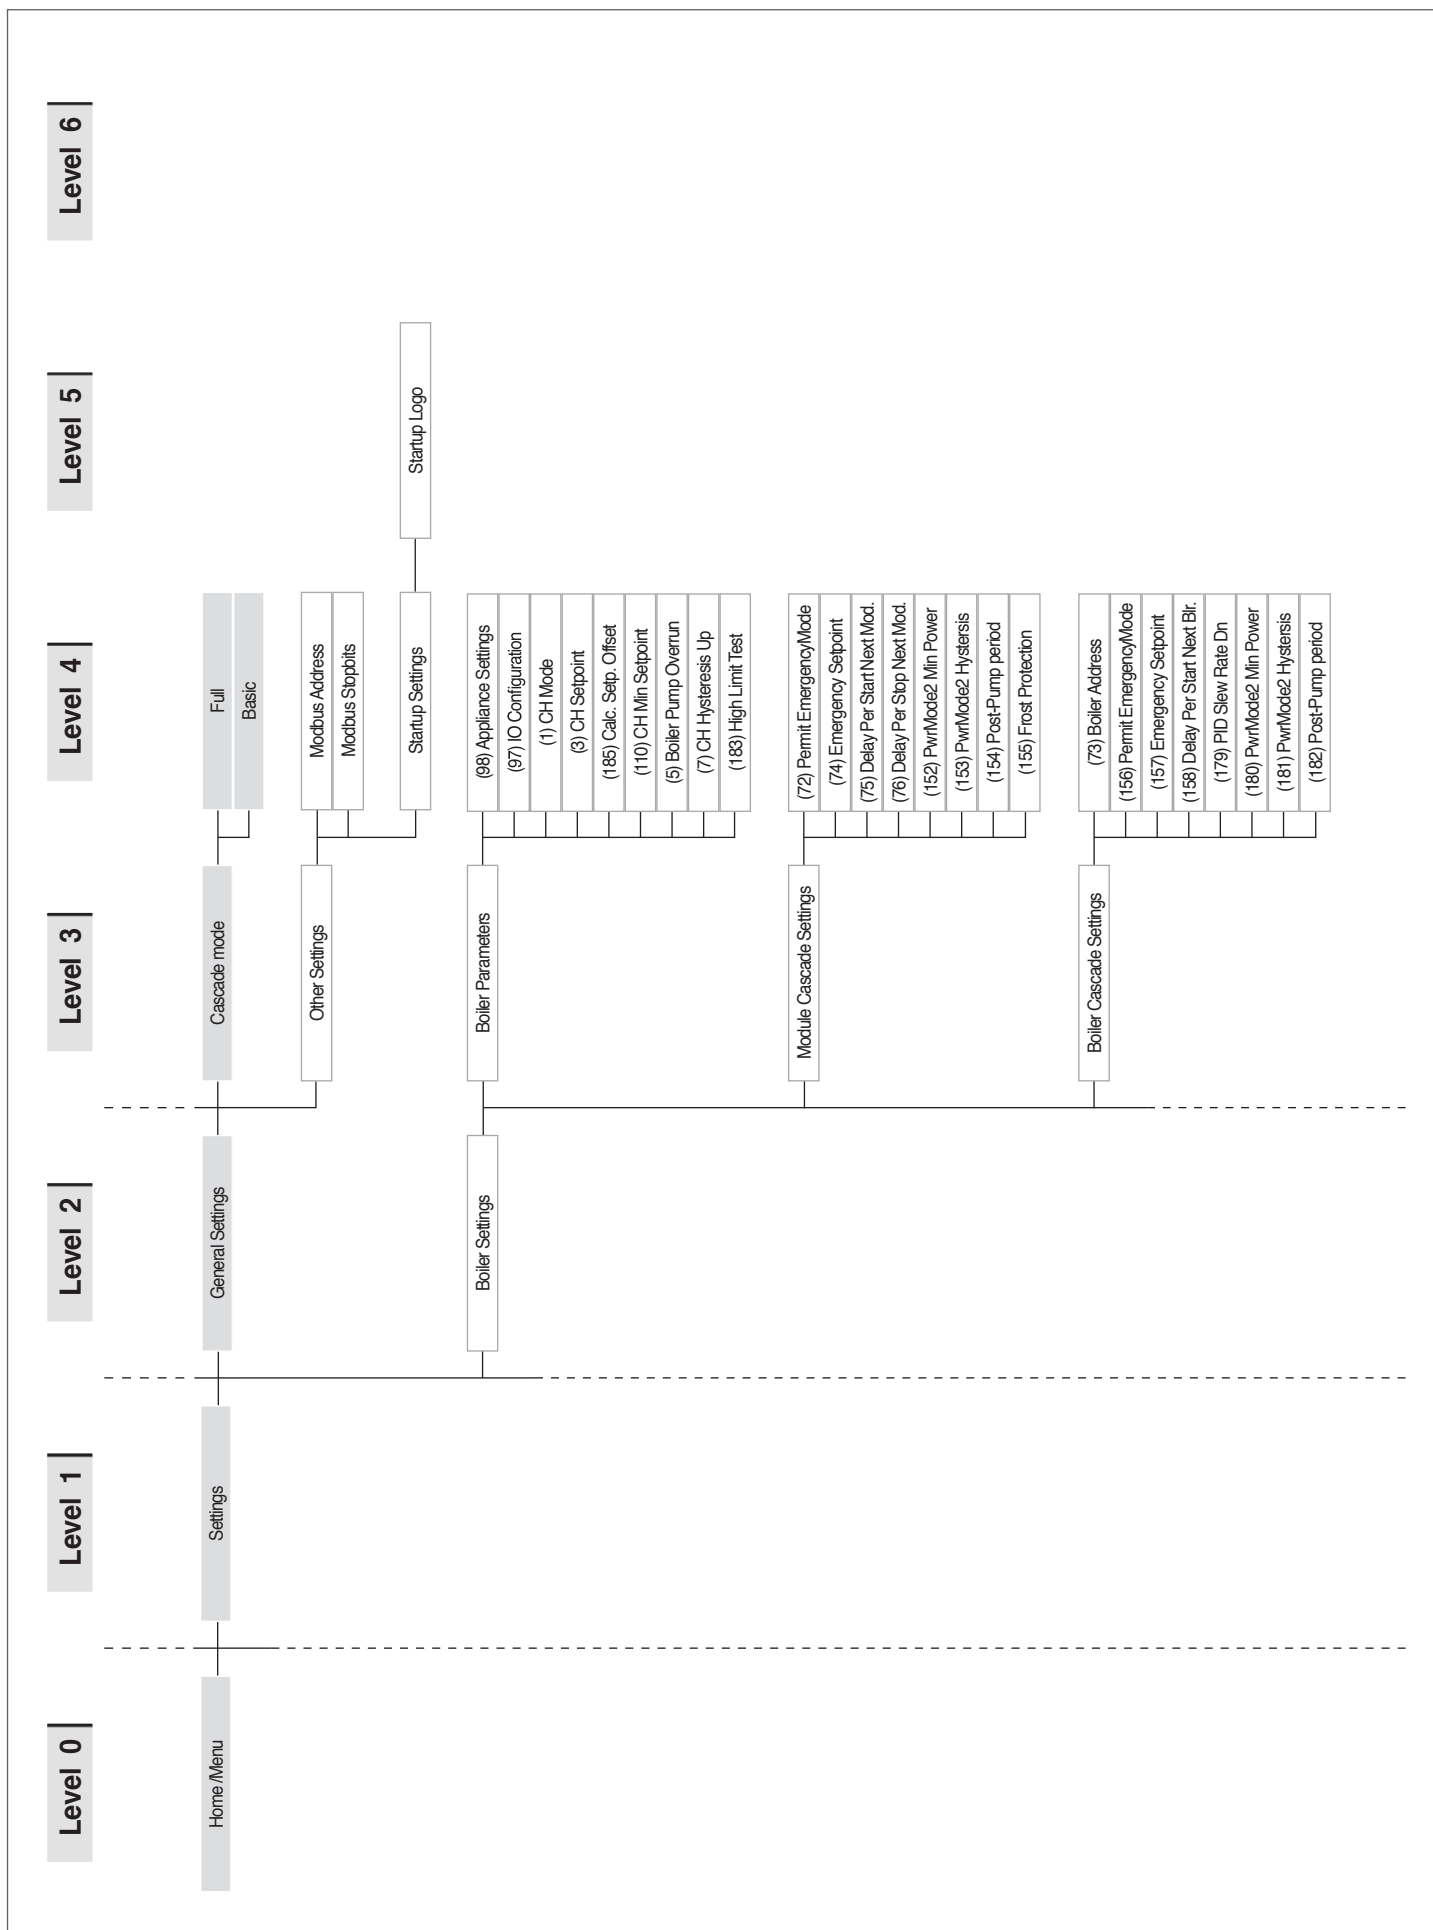 Level 0
Level 1
Level 2
Level 3
Level 4
Level 5
Level 6
Home /Menu
Settings
General Settings
Cascade mode
Full
Basic
Other Settings
Modbus Address
Modbus Stopbits
Startup Settings
Startup Logo
Boiler Settings
Boiler Parameters
(98) Appliance Settings
(97) IO Configuration
(1) CH Mode
(3) CH Setpoint
(185) Calc. Setp. Offset
(110) CH Min Setpoint
(5) Boiler Pump Overrun
(7) CH Hysteresis Up
(183) High Limit Test
Module Cascade Settings
(72) Permit EmergencyMode
(74) Emergency Setpoint
(75) Delay Per Start Next Mod.
(76) Delay Per Stop Next Mod.
(152) PwrMode2 Min Power
(153) PwrMode2 Hystersis
(154) Post-Pump period
(155) Frost Protection
Boiler Cascade Settings
(73) Boiler Address
(156) Permit EmergencyMode
(157) Emergency Setpoint
(158) Delay Per Start Next Blr.
(179) PID Slew Rate Dn
(180) PwrMode2 Min Power
(181) PwrMode2 Hystersis
(182) Post-Pump period